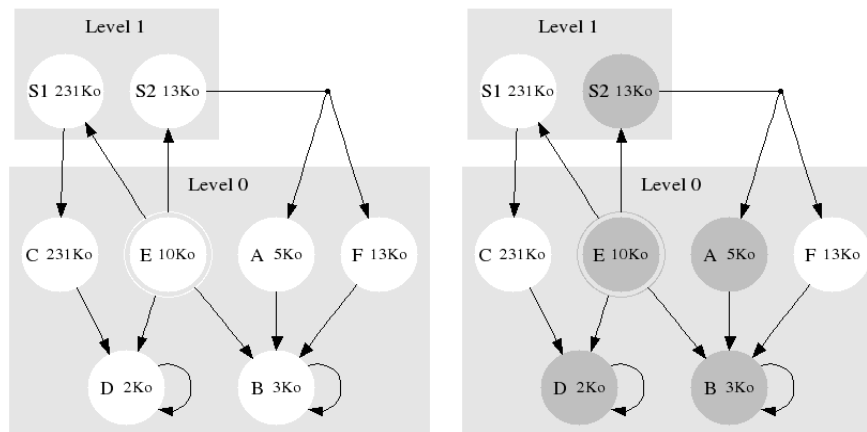 Level 1
S1 231Ko
S2 13Ko
Level 0
C 231Ko
E 10Ko
A 5Ko
F 13Ko
D 2Ko
B 3Ko
Level 1
S1 231Ko
S2 13Ko
Level 0
C 231Ko
E 10Ko
A 5Ko
F 13Ko
D 2Ko
B 3Ko